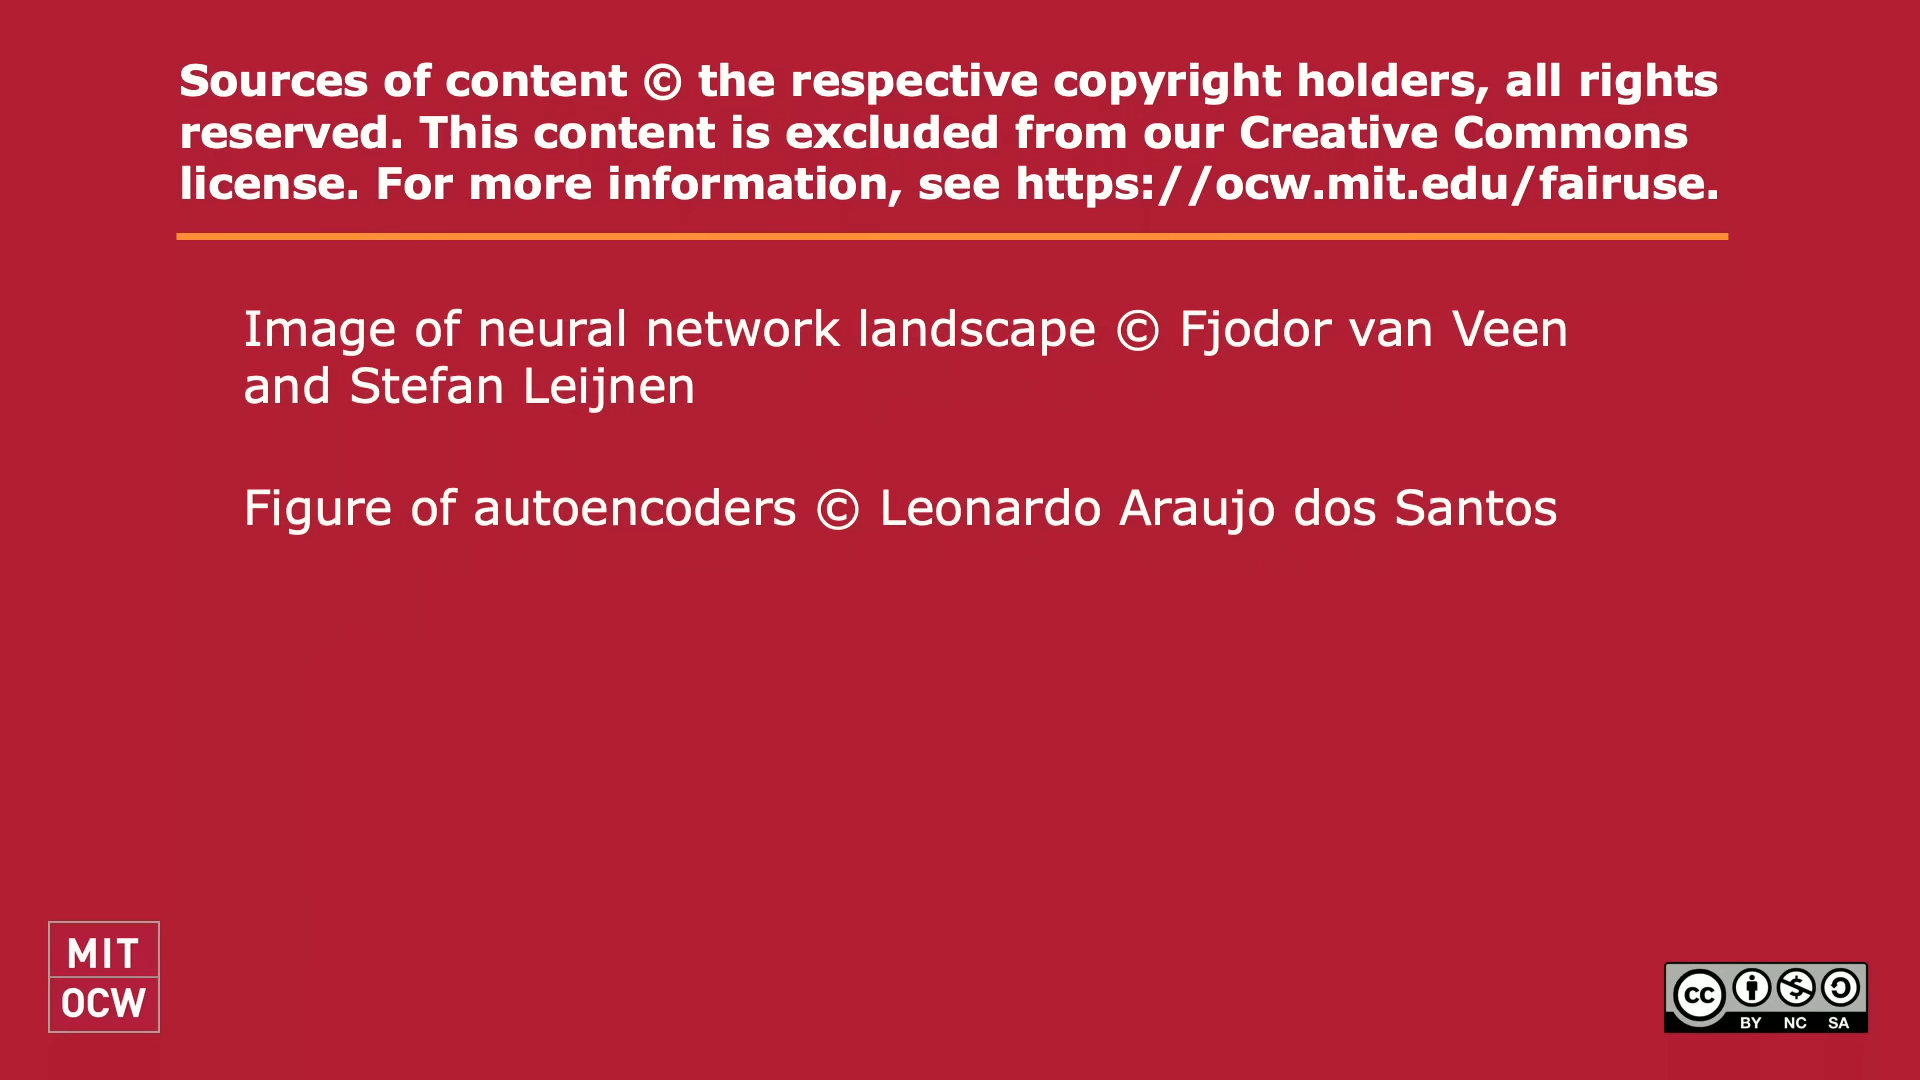 Sources of content © the respective copyright holders, all rights
reserved. This content is excluded from our Creative Commons
license. For more information, see https://ocw.mit.edu/fairuse.
Image of neural network landscape © Fjodor van Veen
and Stefan Leijnen
Figure of autoencoders © Leonardo Araujo dos Santos
MIT
OCW
CC
BY NC SA